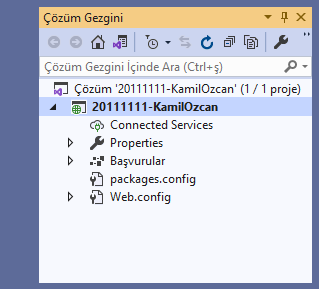 Çözüm Gezgini
Çözüm Gezgini İçinde Ara (Ctrl+ş)
Çözüm '20111111-KamilOzcan' (1 / 1 proje)
20111111-KamilOzcan
Connected Services
Properties
Başvurular
packages.config
Web.config